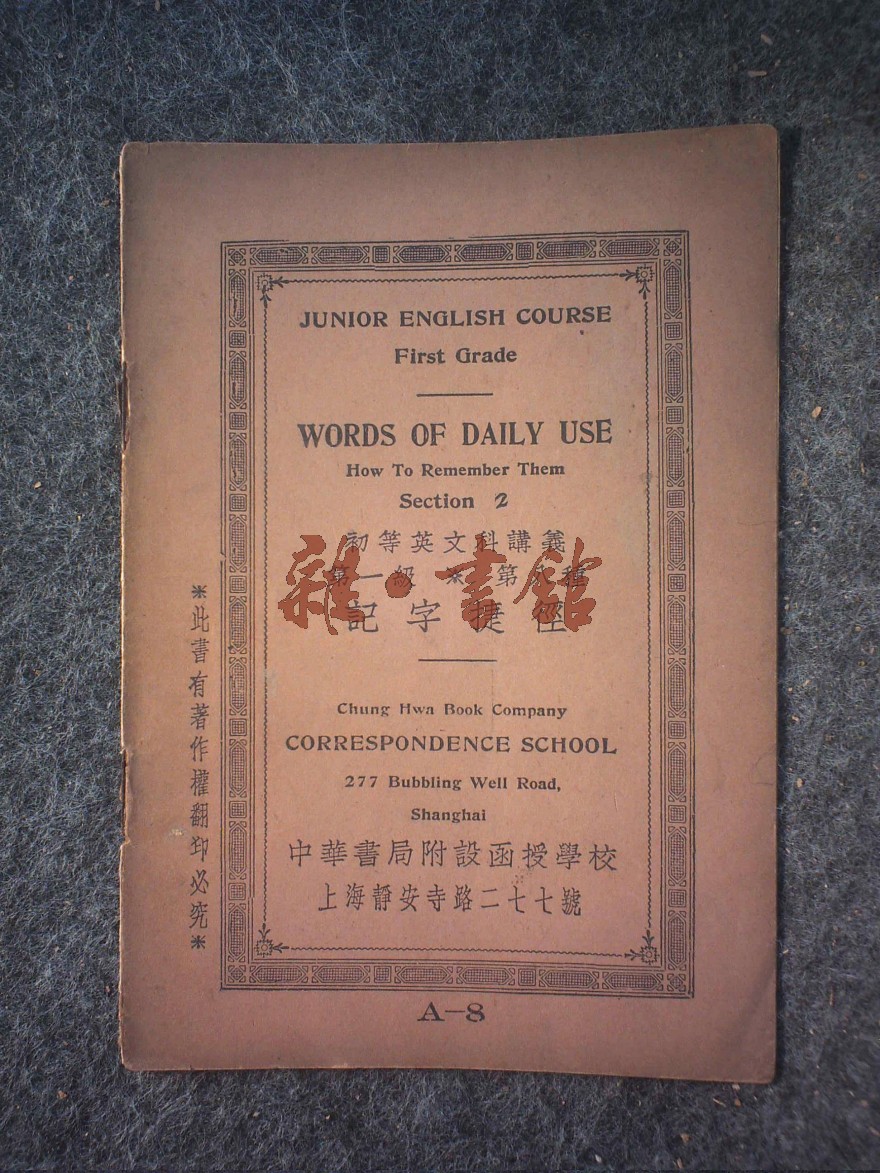 JUNIOR ENGLISH COURSE
First Grade
WORDS OF DAILY USE
How To Remember Them
Section 2
初等英文科講義
第一級 ※ 第八種
記字捷徑
雜·書館
Chung Hwa Book Company
CORRESPONDENCE SCHOOL
277 Bubbling Well Road,
Shanghai
中華書局附設函授學校
上海靜安寺路二七七號
※此書有著作權翻印必究※
A-8